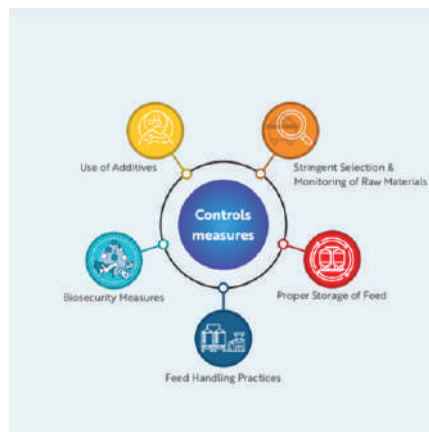 Use of Additives
Stringent Selection &
Monitoring of Raw Materials
Controls
measures
Biosecurity Measures
Proper Storage of Feed
Feed Handling Practices